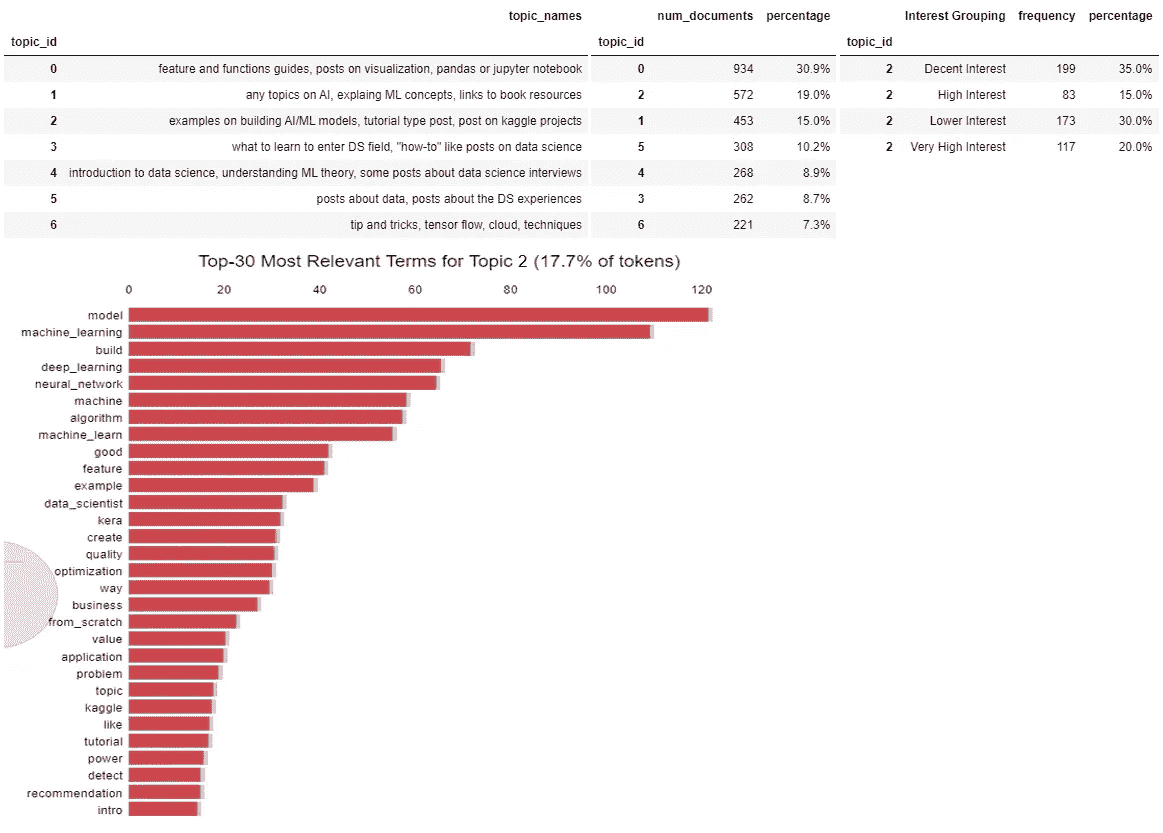 topic_names
topic_id
0 feature and functions guides, posts on visualization, pandas or jupyter notebook
1 any topics on AI, explaing ML concepts, links to book resources
2 examples on building AI/ML models, tutorial type post, post on kaggle projects
3 what to learn to enter DS field, "how-to" like posts on data science
4 introduction to data science, understanding ML theory, some posts about data science interviews
5 posts about data, posts about the DS experiences
6 tip and tricks, tensor flow, cloud, techniques
num_documents percentage
topic_id
0 934 30.9%
2 572 19.0%
1 453 15.0%
5 308 10.2%
4 268 8.9%
3 262 8.7%
6 221 7.3%
Interest Grouping frequency percentage
topic_id
2 Decent Interest 199 35.0%
2 High Interest 83 15.0%
2 Lower Interest 173 30.0%
2 Very High Interest 117 20.0%
Top-30 Most Relevant Terms for Topic 2 (17.7% of tokens)
0 20 40 60 80 100 120
model
machine_learning
build
deep_learning
neural_network
machine
algorithm
machine_learn
good
feature
example
data_scientist
kera
create
quality
optimization
way
business
from_scratch
value
application
problem
topic
kaggle
like
tutorial
power
detect
recommendation
intro